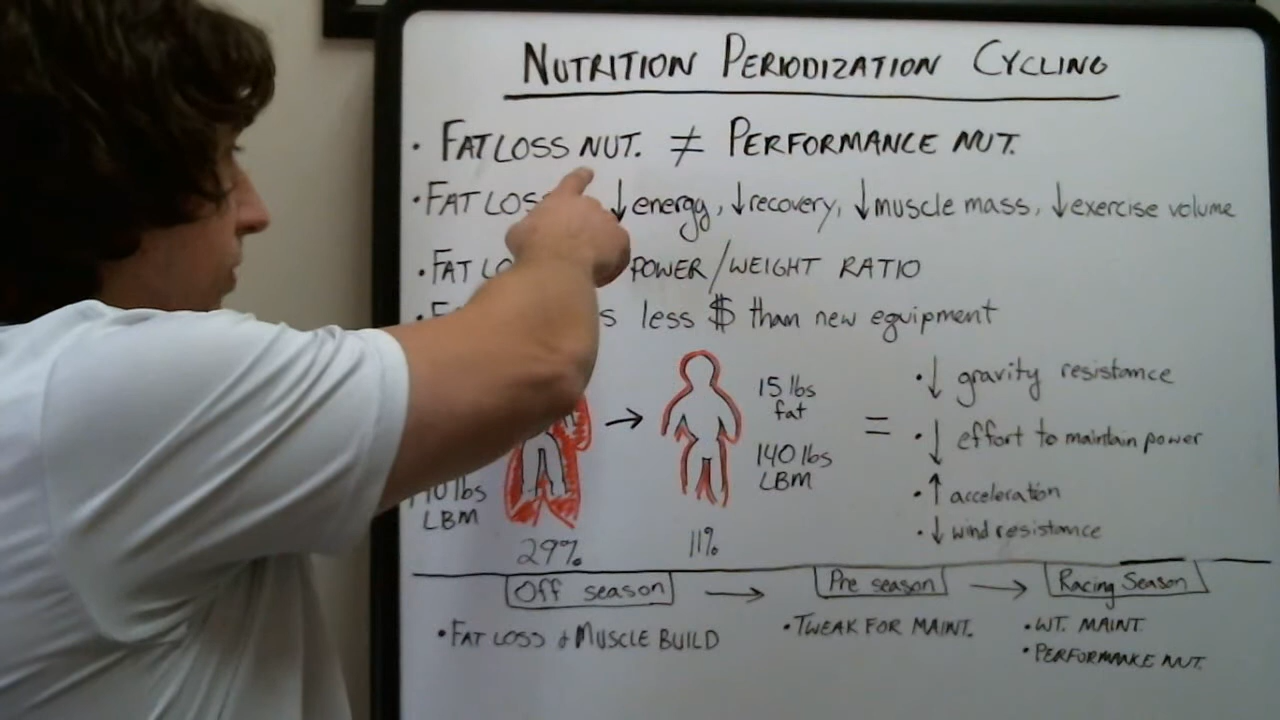 NUTRITION PERIODIZATION CYCLING
• FAT LOSS NUT. ≠ PERFORMANCE NUT.
• FAT LOSS ↓energy, ↓recovery, ↓muscle mass, ↓exercise volume
• FAT LO POWER/WEIGHT RATIO
• s less $ than new equipment
→ 15 lbs fat
140 lbs LBM
=
• ↓ gravity resistance
• ↓ effort to maintain power
• ↑ acceleration
• ↓ wind resistance
140 lbs
LBM
29%
11%
Off season → Pre season → Racing Season
• FAT LOSS & MUSCLE BUILD
• TWEAK FOR MAINT.
• WT. MAINT.
• PERFORMANKE NUT.